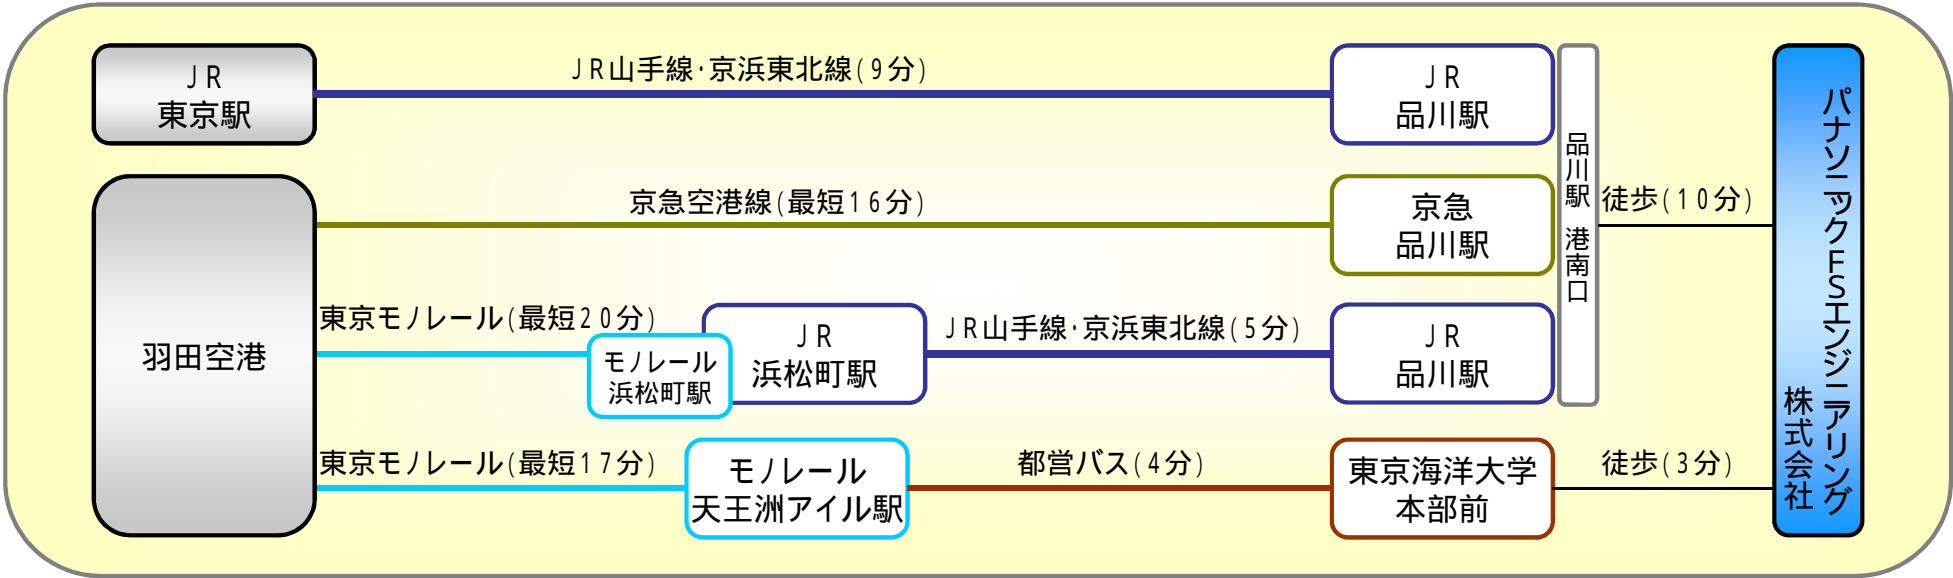 JR
東京駅
JR山手線・京浜東北線(9分)
JR
品川駅
羽田空港
京急空港線(最短16分)
京急
品川駅
東京モノレール(最短20分)
モノレール
浜松町駅
JR
浜松町駅
JR山手線・京浜東北線(5分)
JR
品川駅
品川駅 港南口
徒歩(10分)
東京モノレール(最短17分)
モノレール
天王洲アイル駅
都営バス(4分)
東京海洋大学
本部前
徒歩(3分)
パナソニックFSエンジニアリング
株式会社